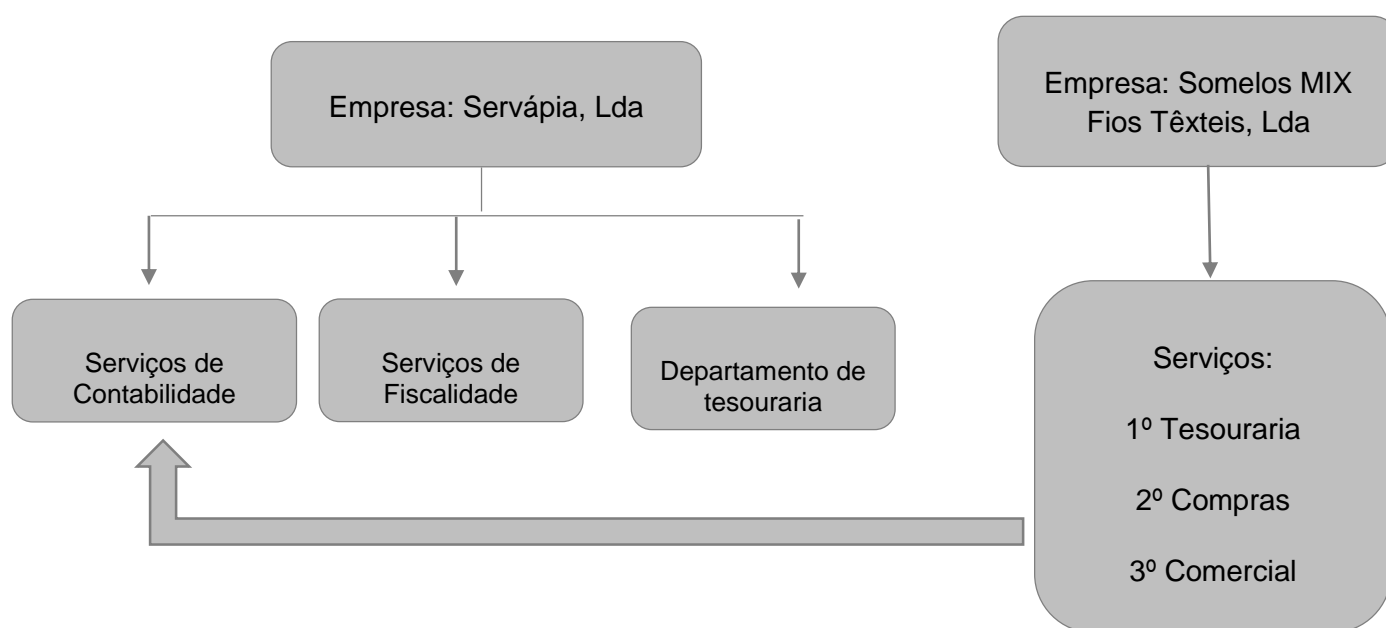 Empresa: Servápia, Lda
Empresa: Somelos MIX
Fios Têxteis, Lda
Serviços de
Contabilidade
Serviços de
Fiscalidade
Departamento de
tesouraria
Serviços:
1º Tesouraria
2º Compras
3º Comercial